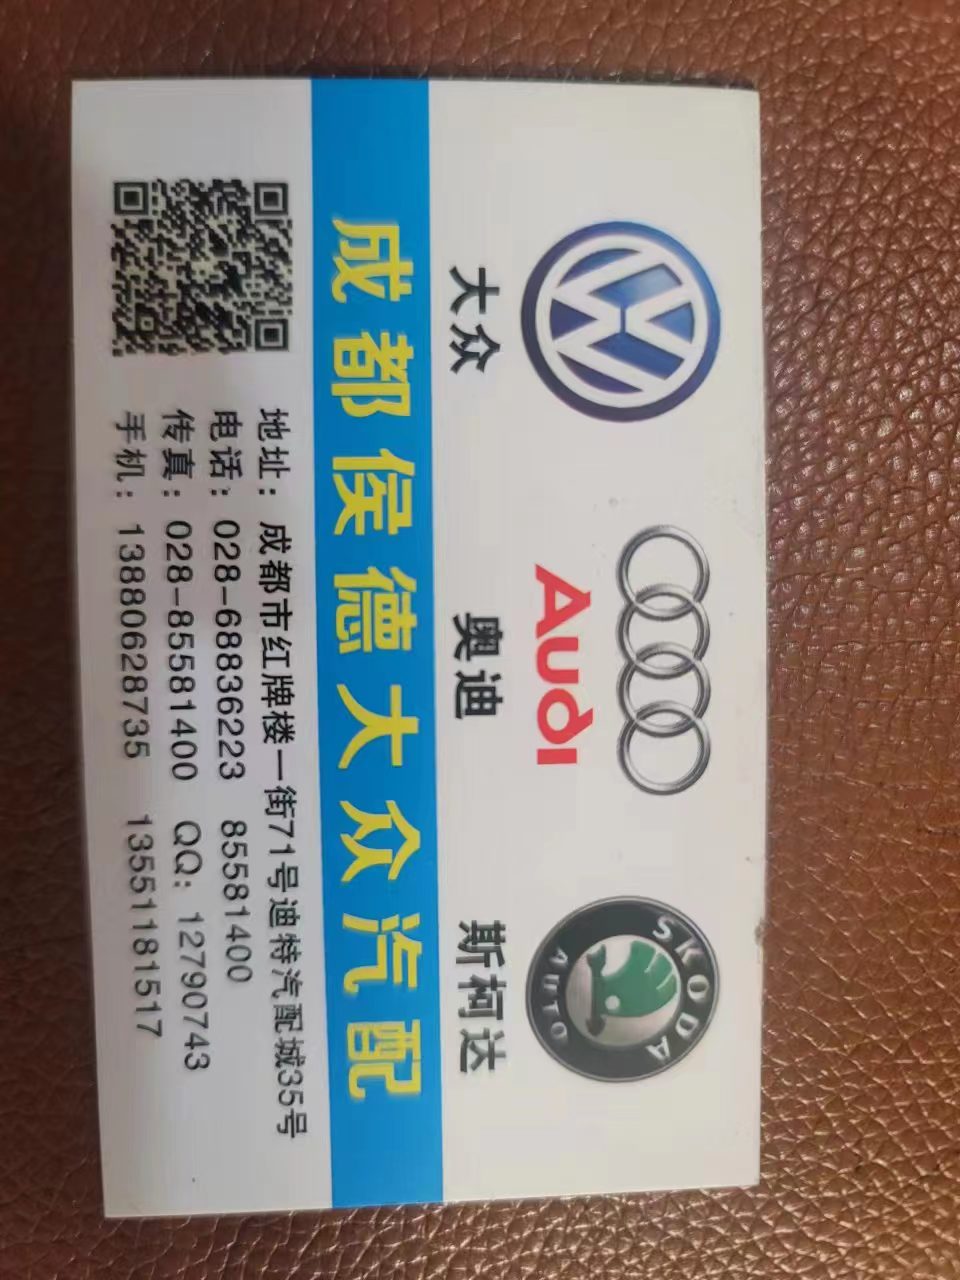 SKODA
AUTO
Audi
大众 奥迪 斯柯达
成都侯德大众汽配
地址：成都市红牌楼一街71号迪特汽配城35号
电话：028-68836223 85581400
传真：028-85581400 QQ：12790743
手机：13880628735 13551181517